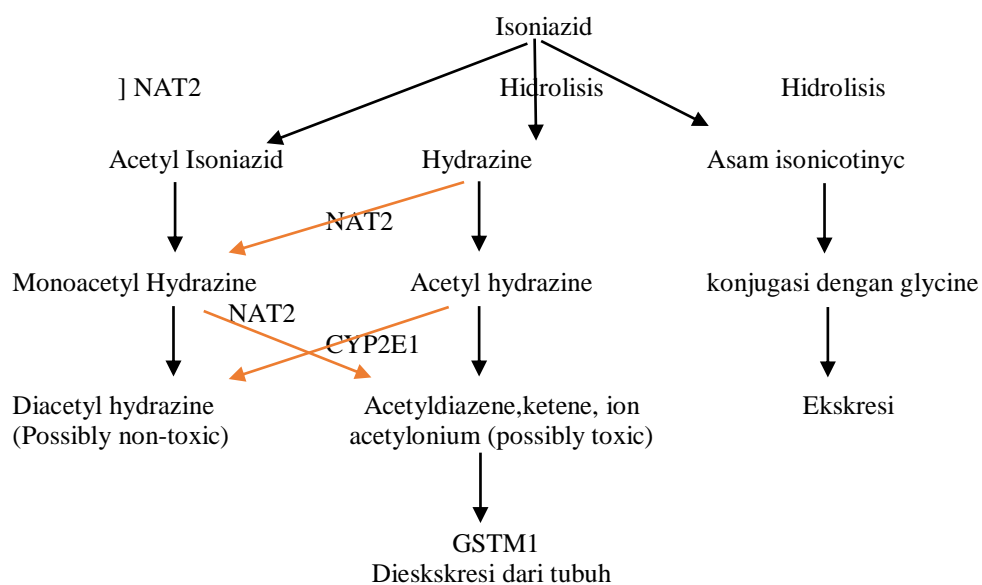 Isoniazid
] NAT2
Hidrolisis
Hidrolisis
Acetyl Isoniazid
Hydrazine
Asam isonicotinyc
NAT2
Monoacetyl Hydrazine
Acetyl hydrazine
konjugasi dengan glycine
NAT2
CYP2E1
Diacetyl hydrazine
(Possibly non-toxic)
Acetyldiazene,ketene, ion
acetylonium (possibly toxic)
Ekskresi
GSTM1
Dieskskresi dari tubuh